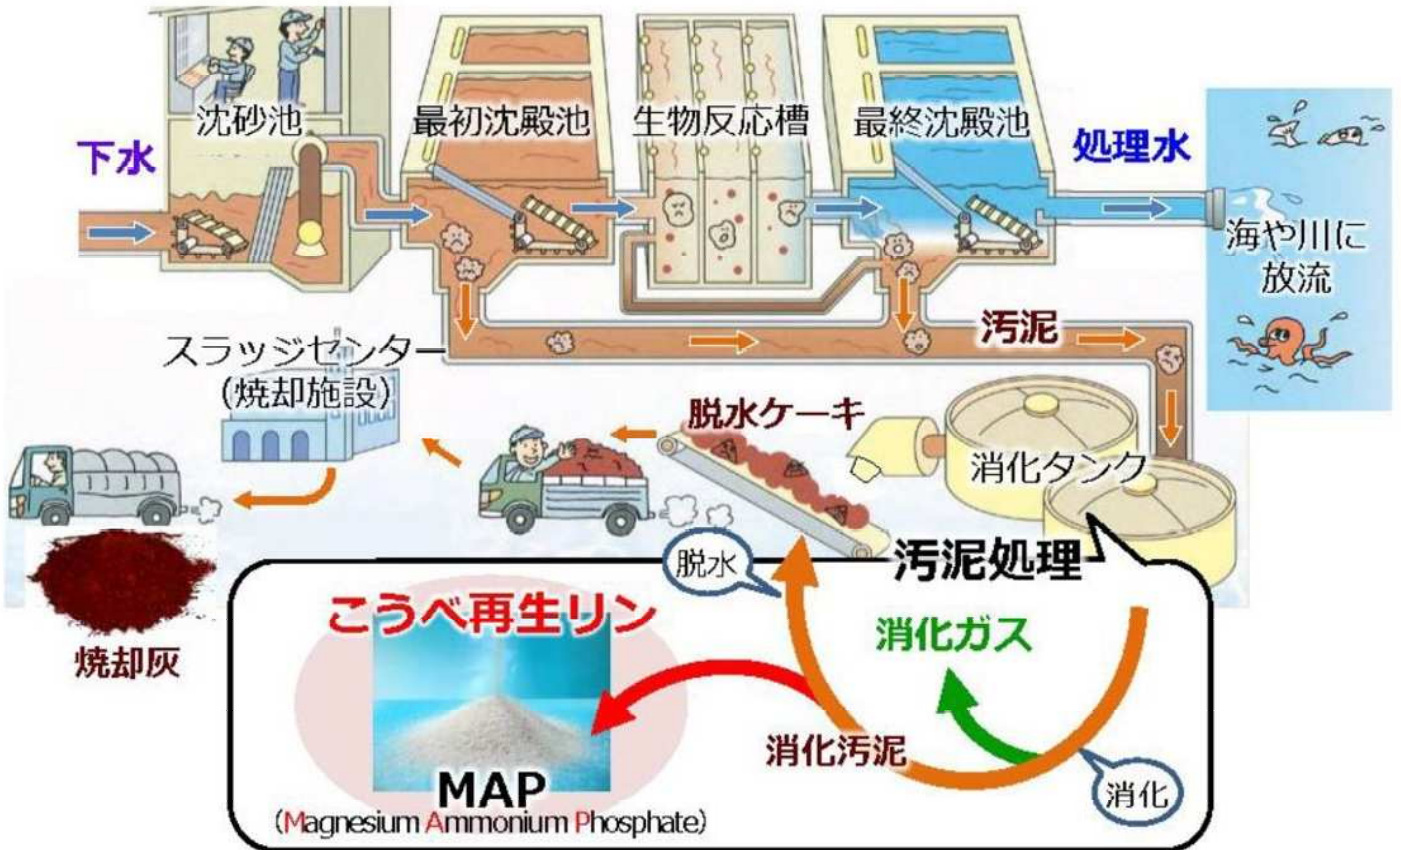 沈砂池
最初沈殿池
生物反応槽
最終沈殿池
下水
処理水
海や川に
放流
汚泥
スラッジセンター
(焼却施設)
脱水ケーキ
消化タンク
汚泥処理
脱水
こうべ再生リン
消化ガス
焼却灰
消化汚泥
消化
MAP
(Magnesium Ammonium Phosphate)